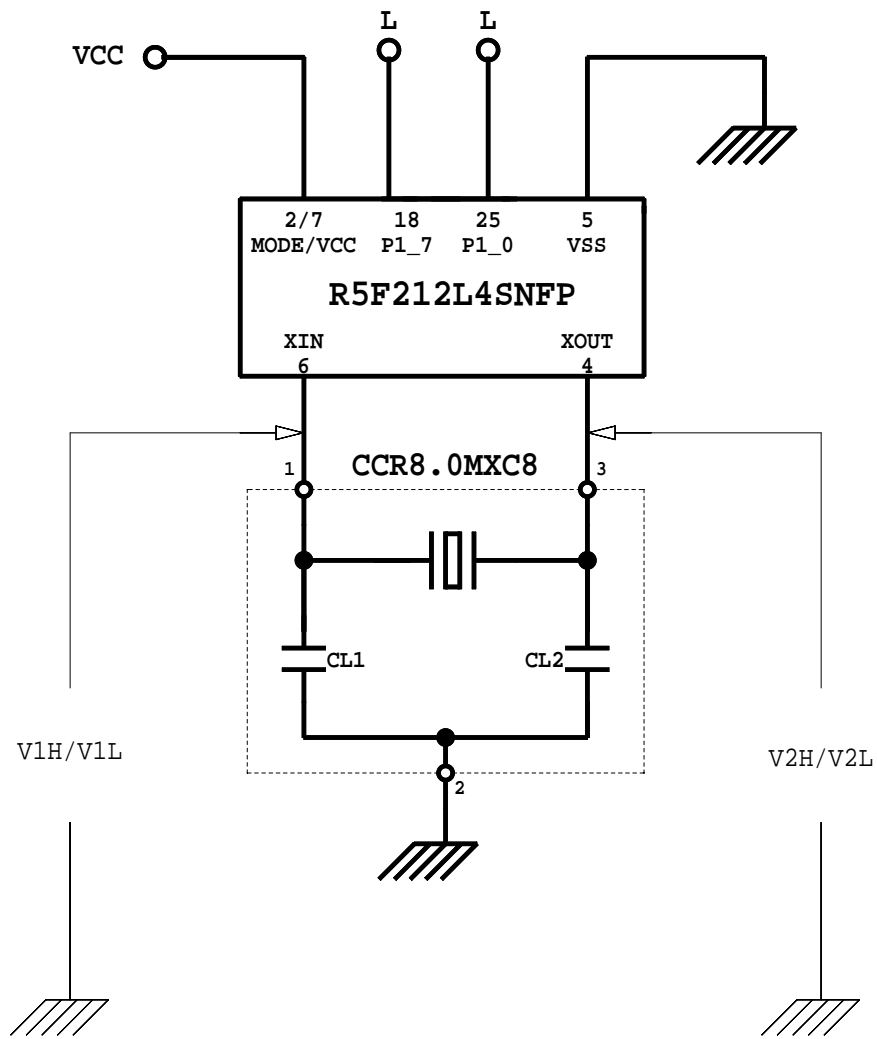 L L
VCC
2/7 18 25 5
MODE/VCC P1_7 P1_0 VSS
R5F212L4SNFP
XIN XOUT
6 4
1 CCR8.0MXC8 3
CL1 CL2
V1H/V1L V2H/V2L
2